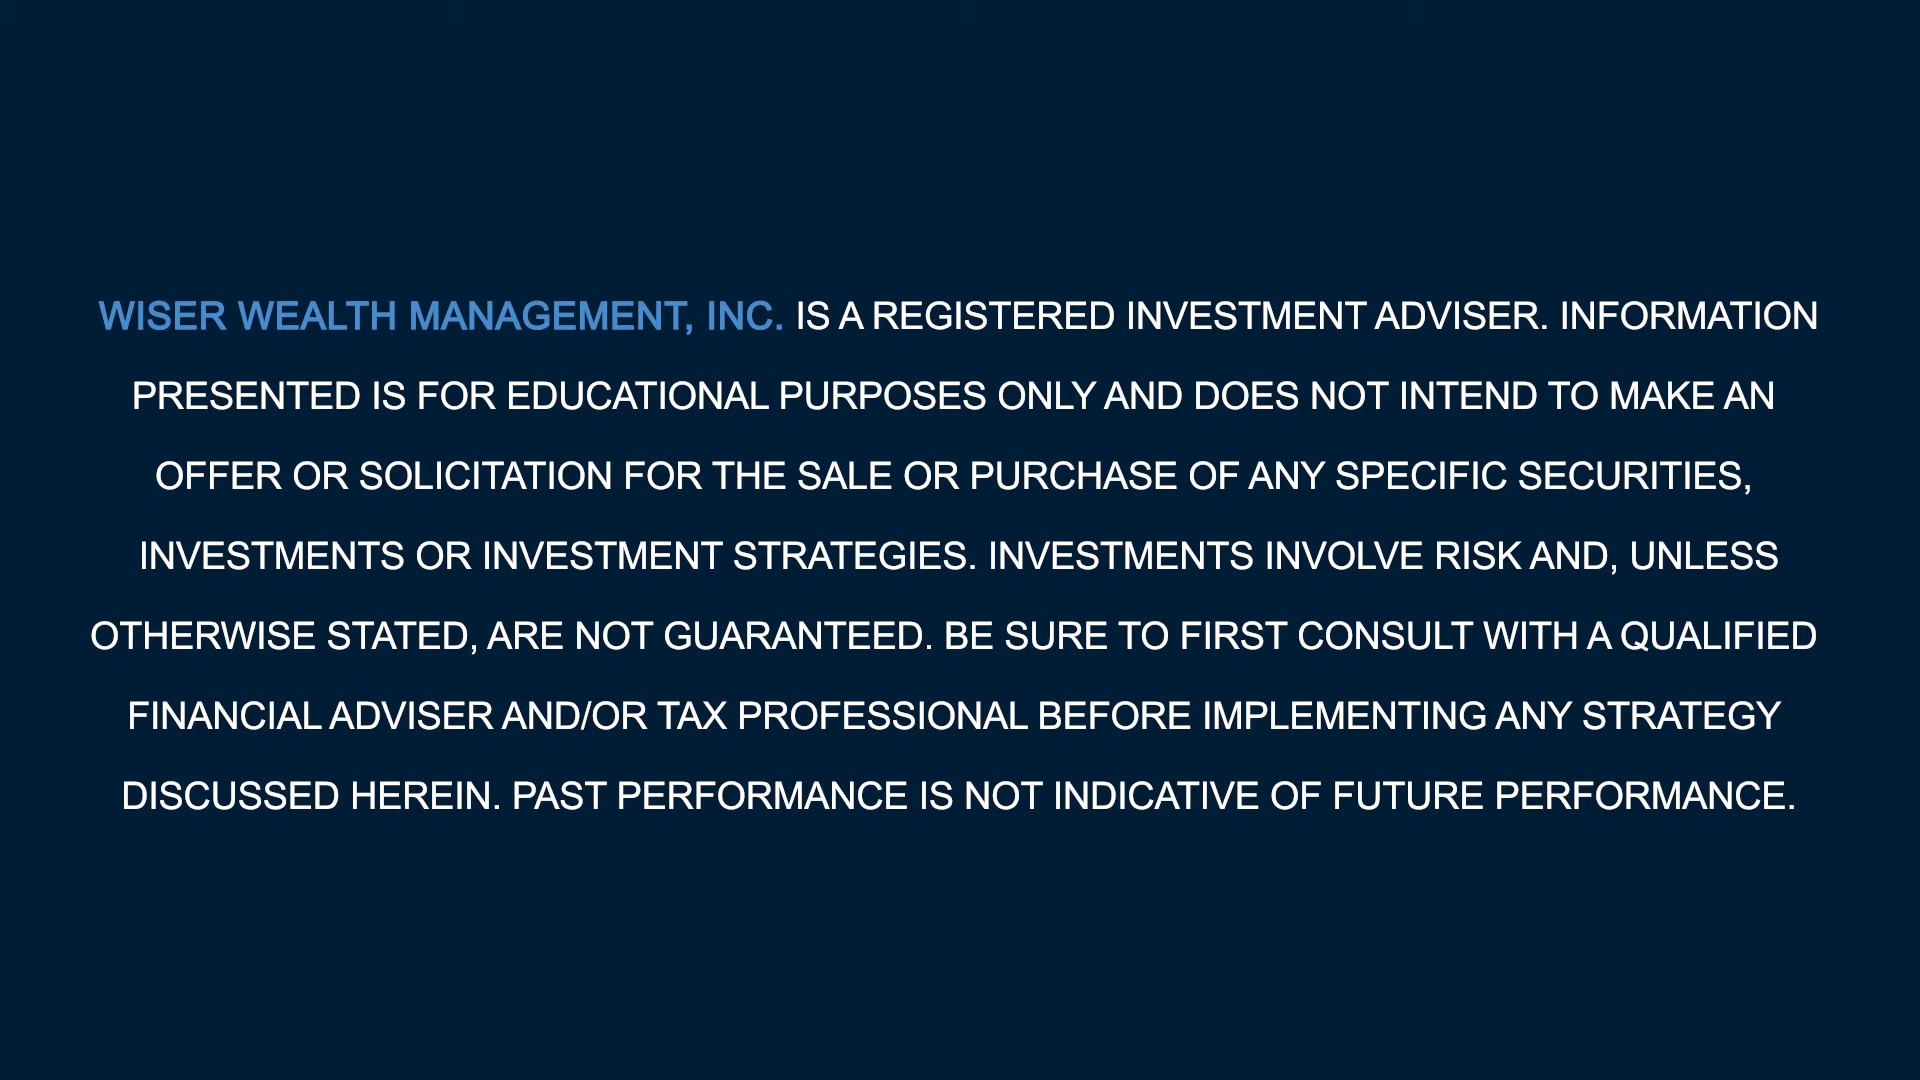 WISER WEALTH MANAGEMENT, INC. IS A REGISTERED INVESTMENT ADVISER. INFORMATION
PRESENTED IS FOR EDUCATIONAL PURPOSES ONLY AND DOES NOT INTEND TO MAKE AN
OFFER OR SOLICITATION FOR THE SALE OR PURCHASE OF ANY SPECIFIC SECURITIES,
INVESTMENTS OR INVESTMENT STRATEGIES. INVESTMENTS INVOLVE RISK AND, UNLESS
OTHERWISE STATED, ARE NOT GUARANTEED. BE SURE TO FIRST CONSULT WITH A QUALIFIED
FINANCIAL ADVISER AND/OR TAX PROFESSIONAL BEFORE IMPLEMENTING ANY STRATEGY
DISCUSSED HEREIN. PAST PERFORMANCE IS NOT INDICATIVE OF FUTURE PERFORMANCE.